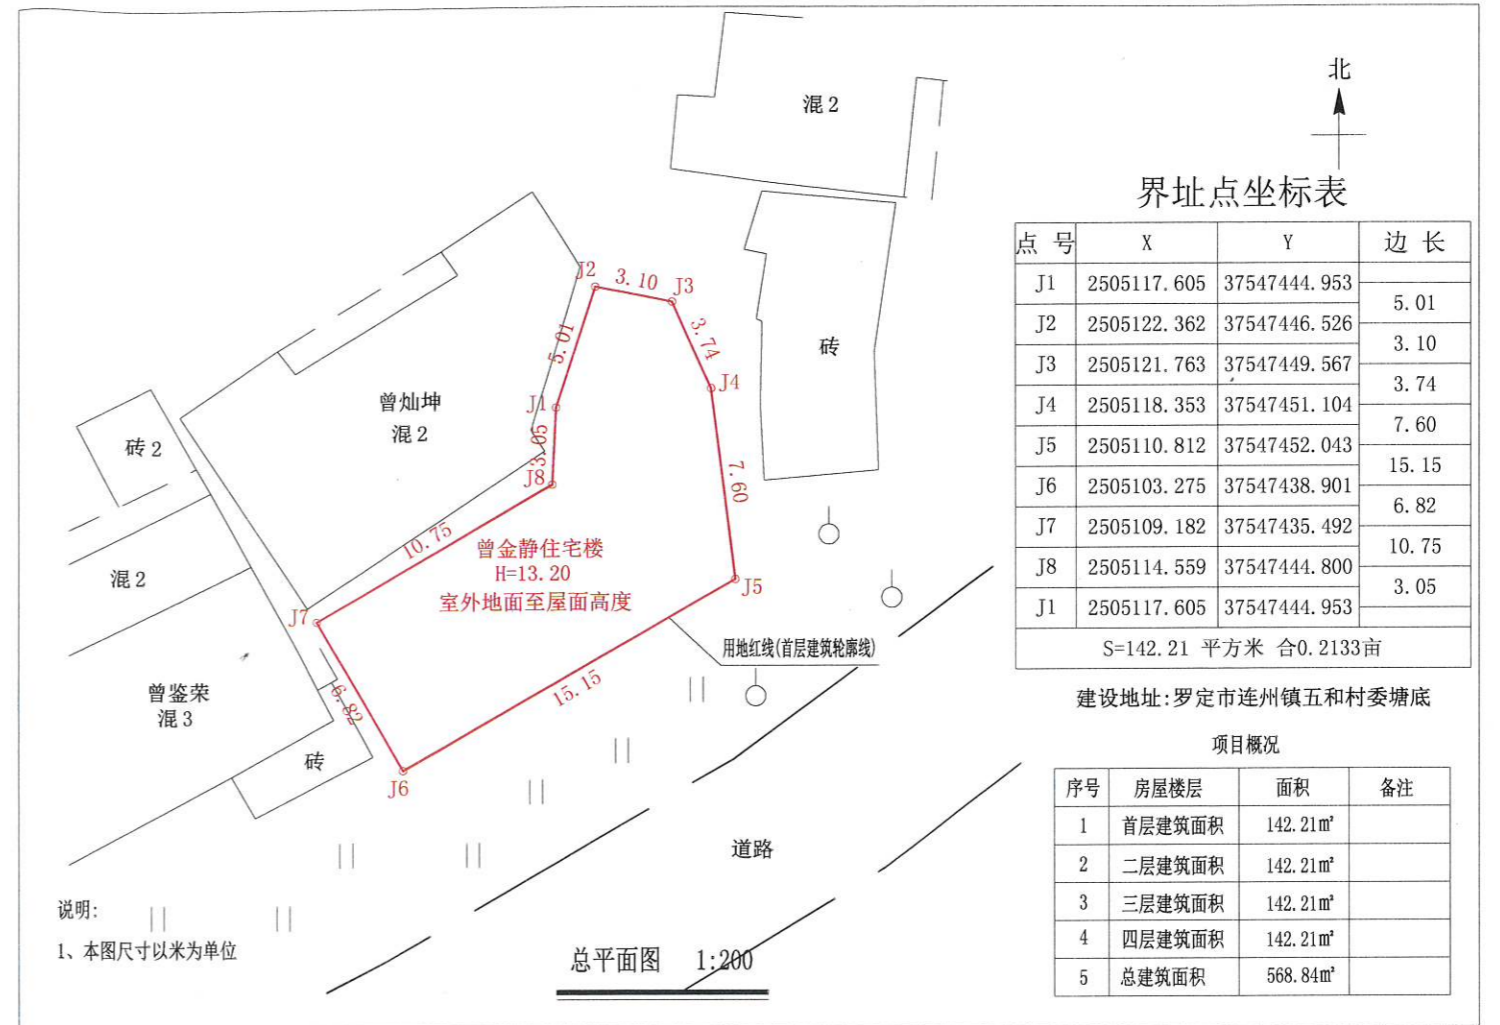 北
混2
界址点坐标表
点 号 X Y 边 长
J1 2505117.605 37547444.953
5.01
J2 2505122.362 37547446.526
3.10
J3 2505121.763 37547449.567
3.74
J4 2505118.353 37547451.104
7.60
J5 2505110.812 37547452.043
15.15
J6 2505103.275 37547438.901
6.82
J7 2505109.182 37547435.492
10.75
J8 2505114.559 37547444.800
3.05
J1 2505117.605 37547444.953
S=142.21 平方米 合0.2133亩
建设地址:罗定市连州镇五和村委塘底
项目概况
序号 房屋楼层 面积 备注
1 首层建筑面积 142.21㎡
2 二层建筑面积 142.21㎡
3 三层建筑面积 142.21㎡
4 四层建筑面积 142.21㎡
5 总建筑面积 568.84㎡
J2
3.10
J3
5.01
3.74
砖
J4
J1
曾灿坤
混2
砖2
3.05
J8
7.60
10.75
曾金静住宅楼
H=13.20
室外地面至屋面高度
混2
J5
J7
用地红线(首层建筑轮廓线)
15.15
6.82
曾鉴荣
混3
砖
J6
道路
说明:
1、本图尺寸以米为单位
总平面图 1:200